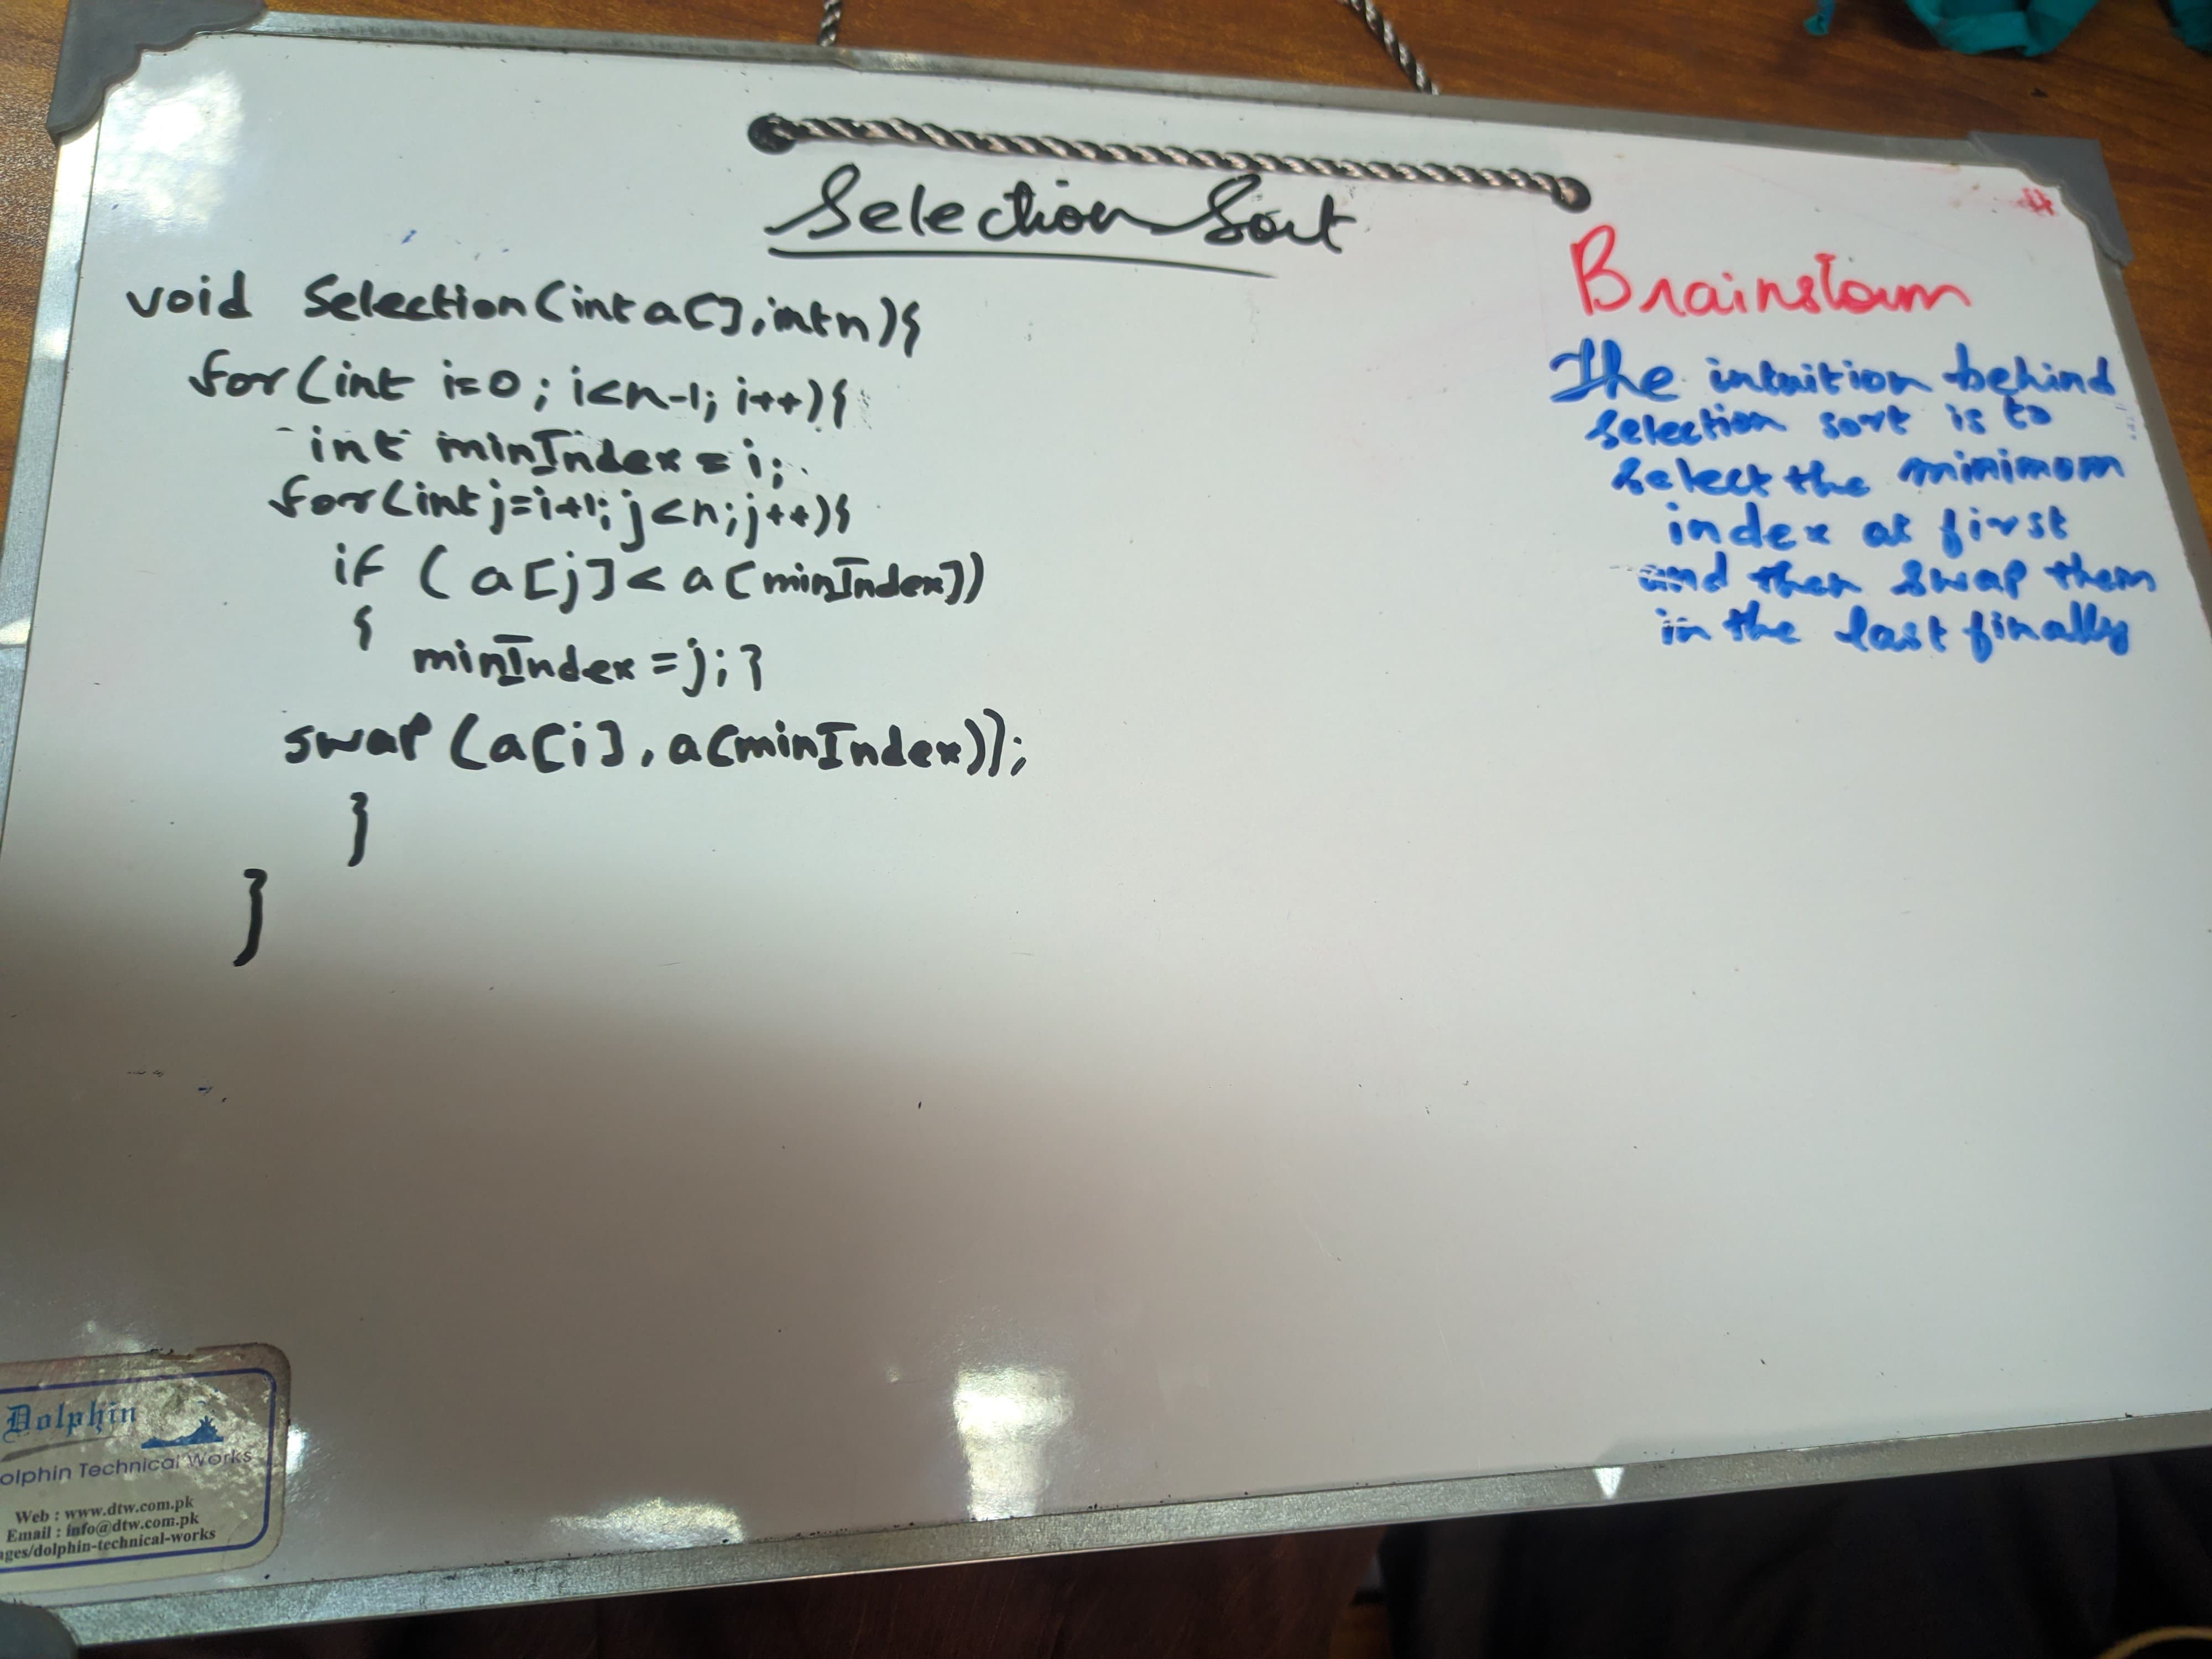 Selection Sort
void Selection(int a[], int n){
for(int i=0; i<n-1; i++){
int minIndex = i;
for(int j=i+1; j<n; j++){
if (a[j] < a[minIndex])
{
minIndex = j; }
swap (a[i], a[minIndex]);
}
}
Brainstorm
The intuition behind
selection sort is to
select the minimum
index as first
and then swap them
in the last finally
Dolphin
olphin Technical Works
Web : www.dtw.com.pk
Email : info@dtw.com.pk
ages/dolphin-technical-works